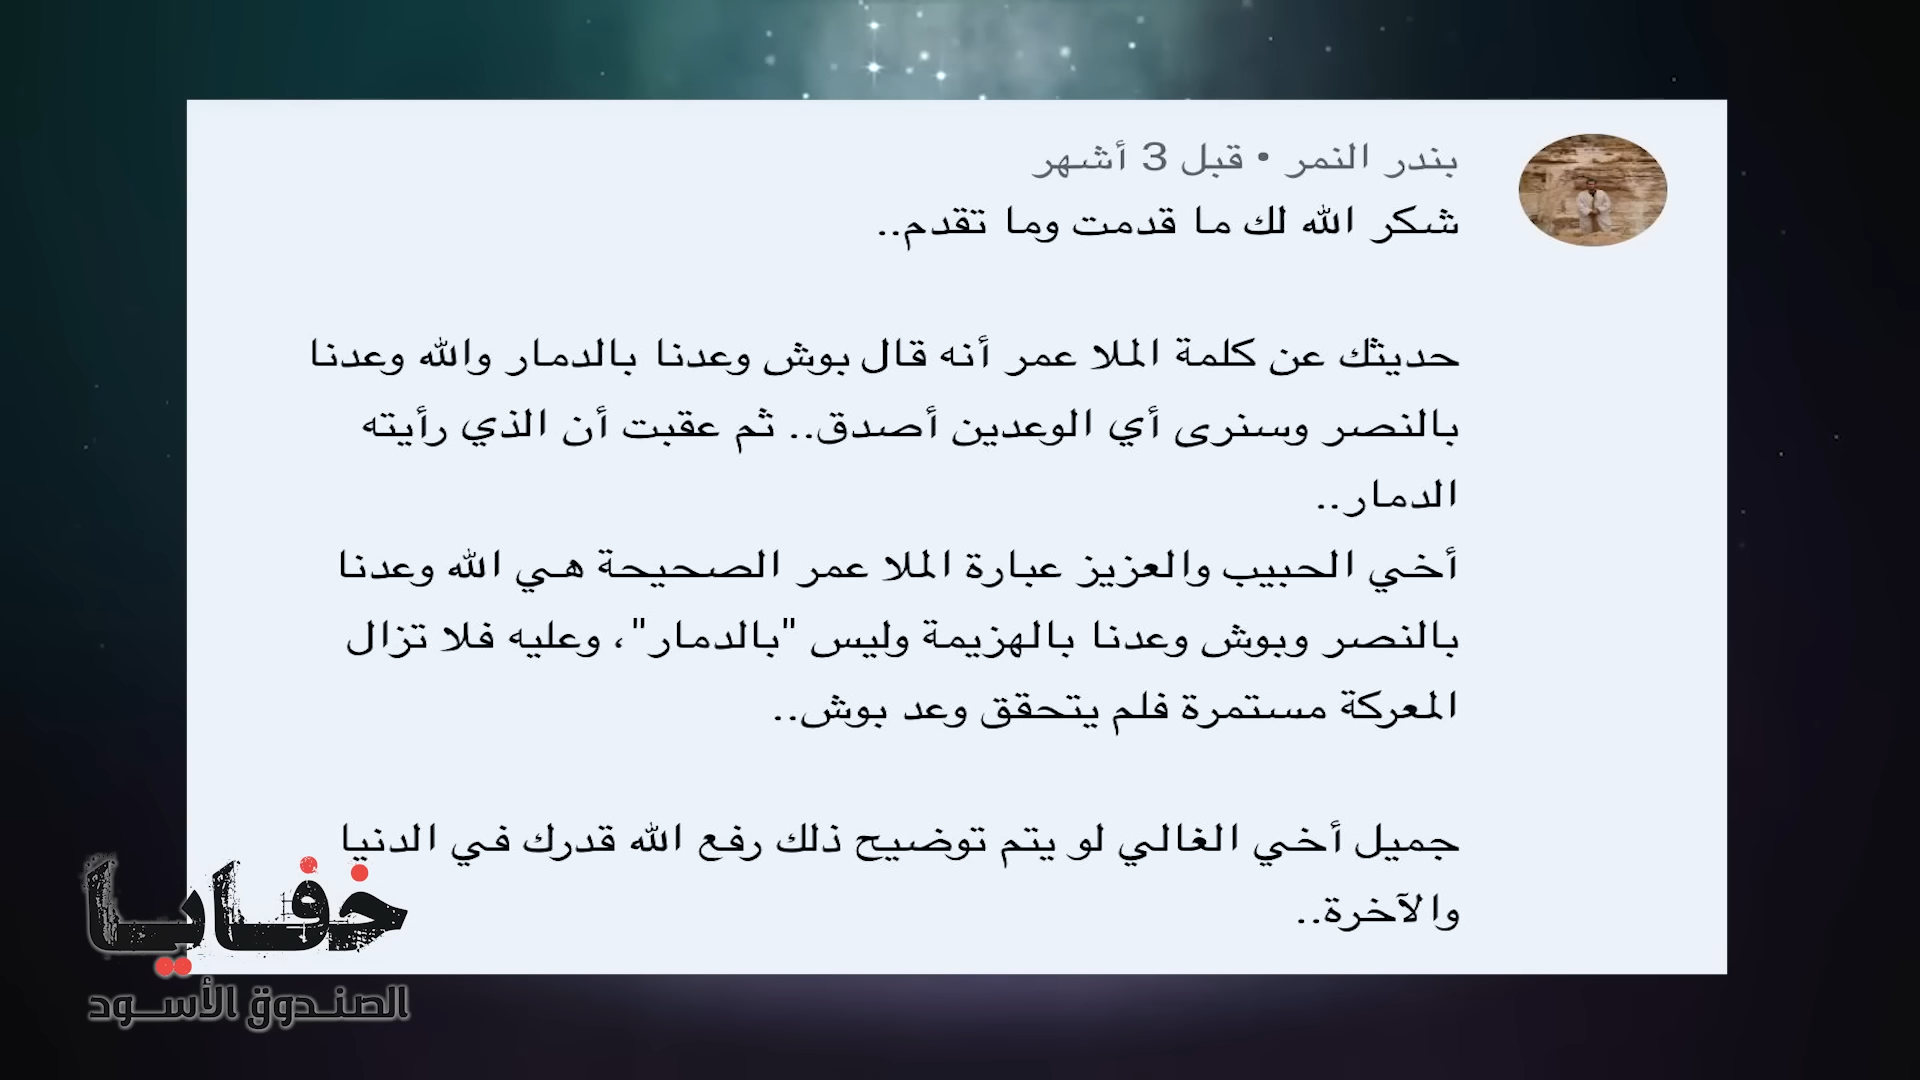 بندر النمر • قبل 3 أشهر
شكر الله لك ما قدمت وما تقدم..
حديثك عن كلمة الملا عمر أنه قال بوش وعدنا بالدمار والله وعدنا
بالنصر وسنرى أي الوعدين أصدق.. ثم عقبت أن الذي رأيته
الدمار..
أخي الحبيب والعزيز عبارة الملا عمر الصحيحة هي الله وعدنا
بالنصر وبوش وعدنا بالهزيمة وليس "بالدمار"، وعليه فلا تزال
المعركة مستمرة فلم يتحقق وعد بوش..
جميل أخي الغالي لو يتم توضيح ذلك رفع الله قدرك في الدنيا
والآخرة..
خفايا
الصندوق الأسود